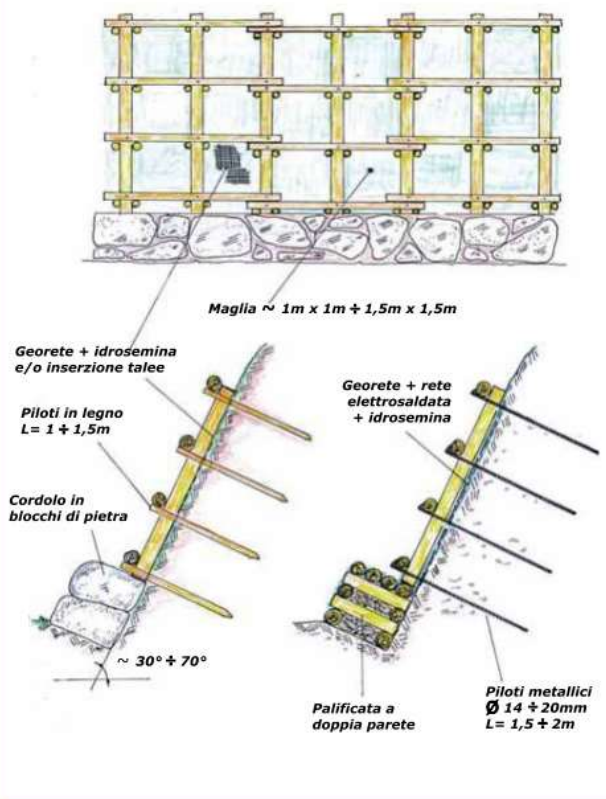 Maglia ~ 1m x 1m ÷ 1,5m x 1,5m
Georete + idrosemina
e/o inserzione talee
Piloti in legno
L= 1 ÷ 1,5m
Cordolo in
blocchi di pietra
~ 30° ÷ 70°
Georete + rete
elettrosaldata
+ idrosemina
Palificata a
doppia parete
Piloti metallici
Ø 14 ÷ 20mm
L= 1,5 ÷ 2m